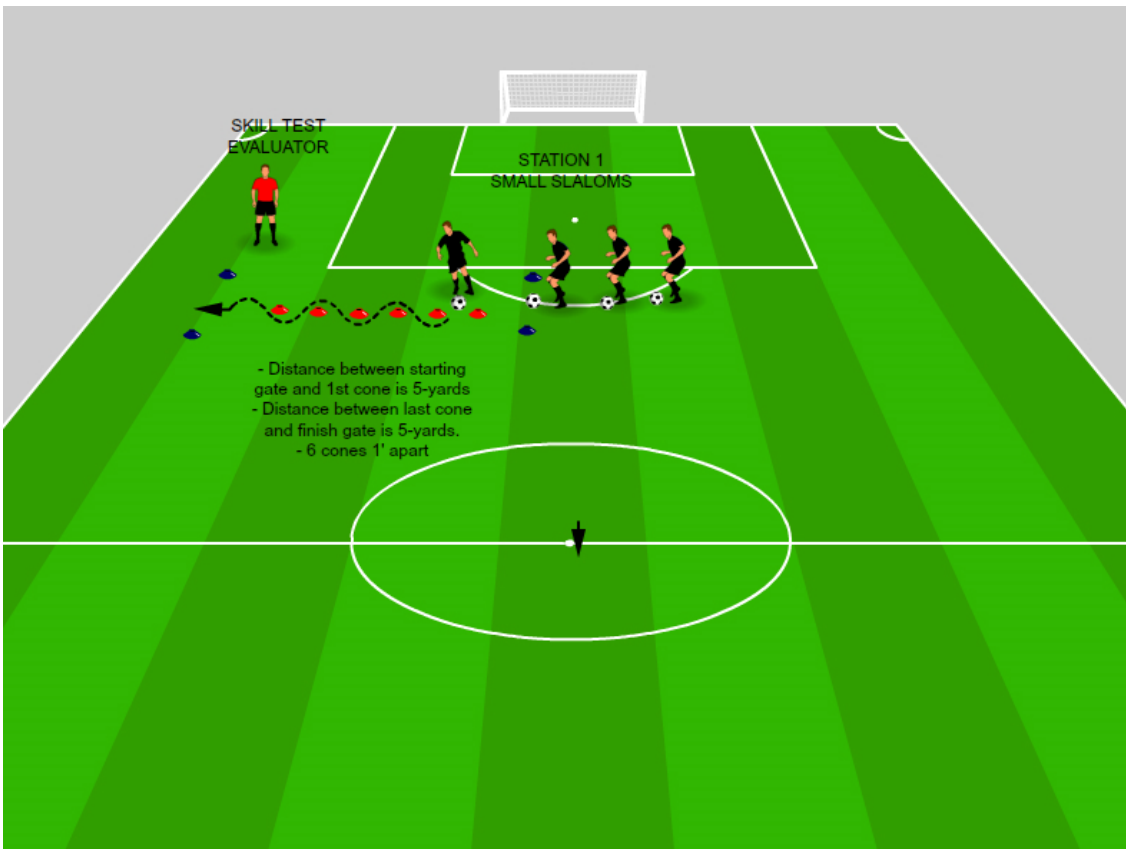 SKILL TEST
EVALUATOR
STATION 1
SMALL SLALOMS
- Distance between starting
gate and 1st cone is 5-yards
- Distance between last cone
and finish gate is 5-yards.
- 6 cones 1' apart